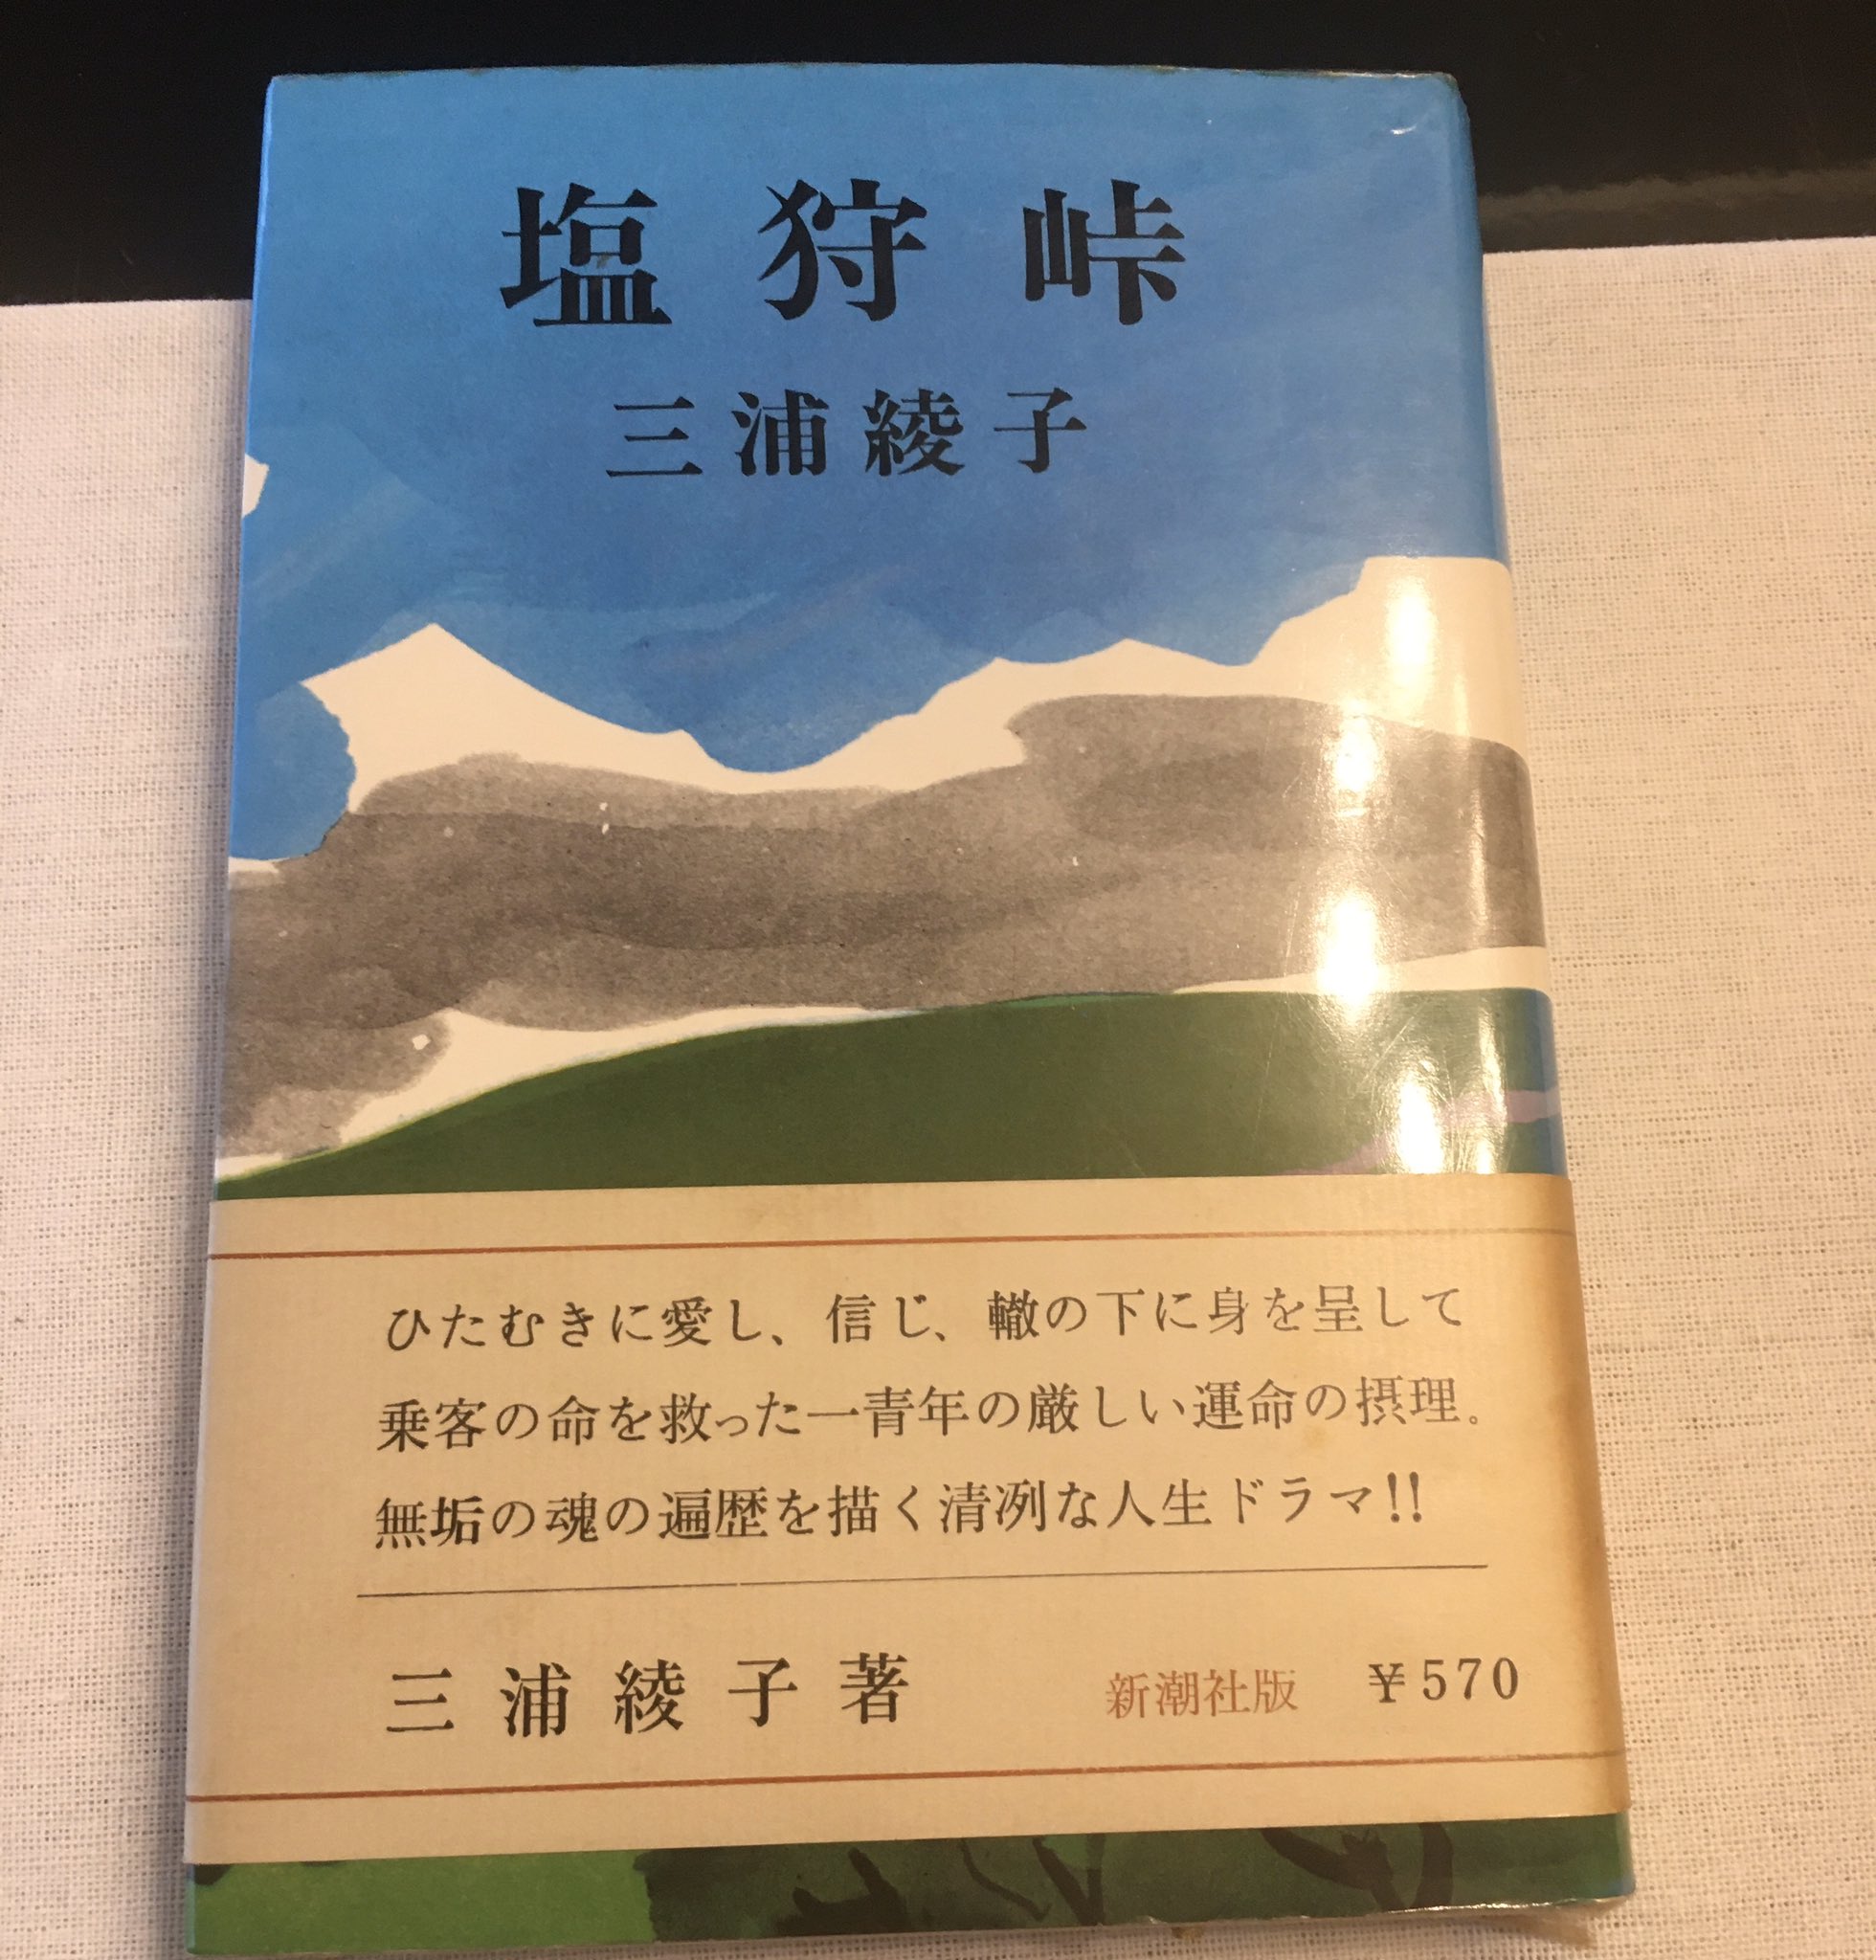 塩狩峠
三浦綾子
ひたむきに愛し、信じ、轍の下に身を呈して
乗客の命を救った一青年の厳しい運命の摂理。
無垢の魂の遍歴を描く清冽な人生ドラマ!!
三浦綾子著 新潮社版 ¥570